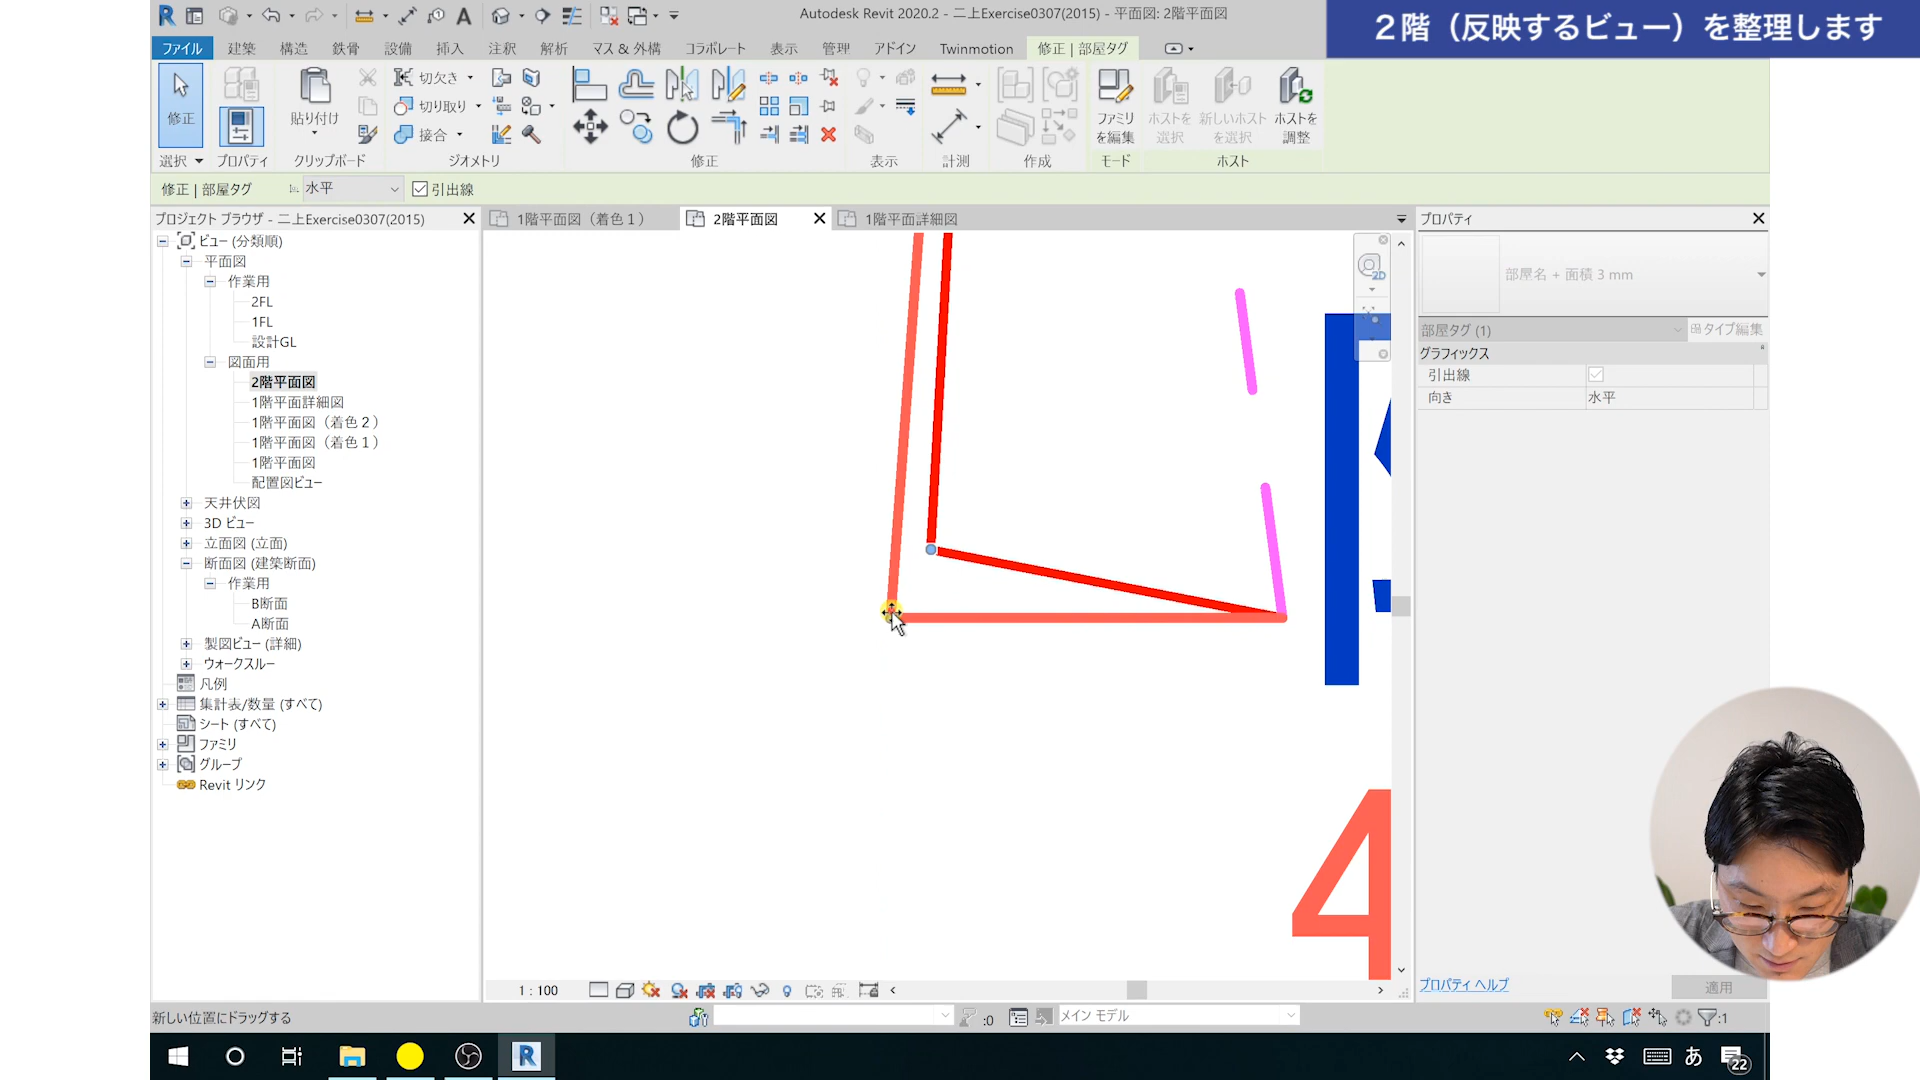 Autodesk Revit 2020.2 - 二上Exercise0307(2015) - 平面図: 2階平面図
２階（反映するビュー）を整理します
ファイル 建築 構造 鉄骨 設備 挿入 注釈 解析 マス & 外構 コラボレート 表示 管理 アドイン Twinmotion 修正 | 部屋タグ
修正
貼り付け
切欠き
切り取り
接合
ファミリ
を編集
ホストを
選択
新しいホスト
を選択
ホストを
調整
選択 プロパティ クリップボード ジオメトリ 修正 表示 計測 作成 モード ホスト
修正 | 部屋タグ 水平 引出線
プロジェクト ブラウザ - 二上Exercise0307(2015)
1階平面図（着色１） 2階平面図 1階平面詳細図
ビュー (分類順)
平面図
作業用
2FL
1FL
設計GL
図面用
2階平面図
1階平面詳細図
1階平面図（着色２）
1階平面図（着色１）
1階平面図
配置図ビュー
天井伏図
3D ビュー
立面図 (立面)
断面図 (建築断面)
作業用
B断面
A断面
製図ビュー (詳細)
ウォークスルー
凡例
集計表/数量 (すべて)
シート (すべて)
ファミリ
グループ
Revit リンク
2D
4
プロパティ
部屋名 + 面積 3 mm
部屋タグ (1) タイプ編集
グラフィックス
引出線
向き 水平
プロパティ ヘルプ 適用
1 : 100
新しい位置にドラッグする :0 メイン モデル :1
あ 22